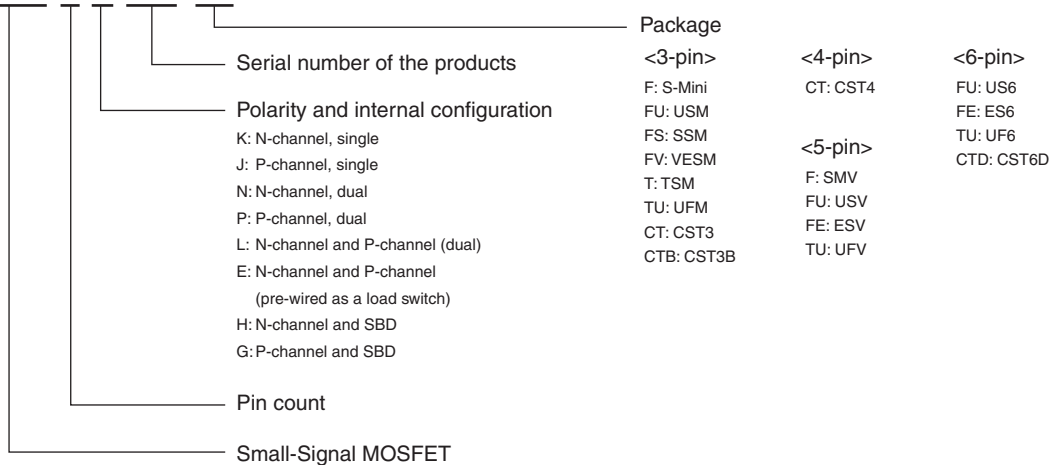 Package
Serial number of the products
Polarity and internal configuration
K: N-channel, single
J: P-channel, single
N: N-channel, dual
P: P-channel, dual
L: N-channel and P-channel (dual)
E: N-channel and P-channel
(pre-wired as a load switch)
H: N-channel and SBD
G: P-channel and SBD
Pin count
Small-Signal MOSFET
<3-pin>
F: S-Mini
FU: USM
FS: SSM
FV: VESM
T: TSM
TU: UFM
CT: CST3
CTB: CST3B
<4-pin>
CT: CST4
<5-pin>
F: SMV
FU: USV
FE: ESV
TU: UFV
<6-pin>
FU: US6
FE: ES6
TU: UF6
CTD: CST6D